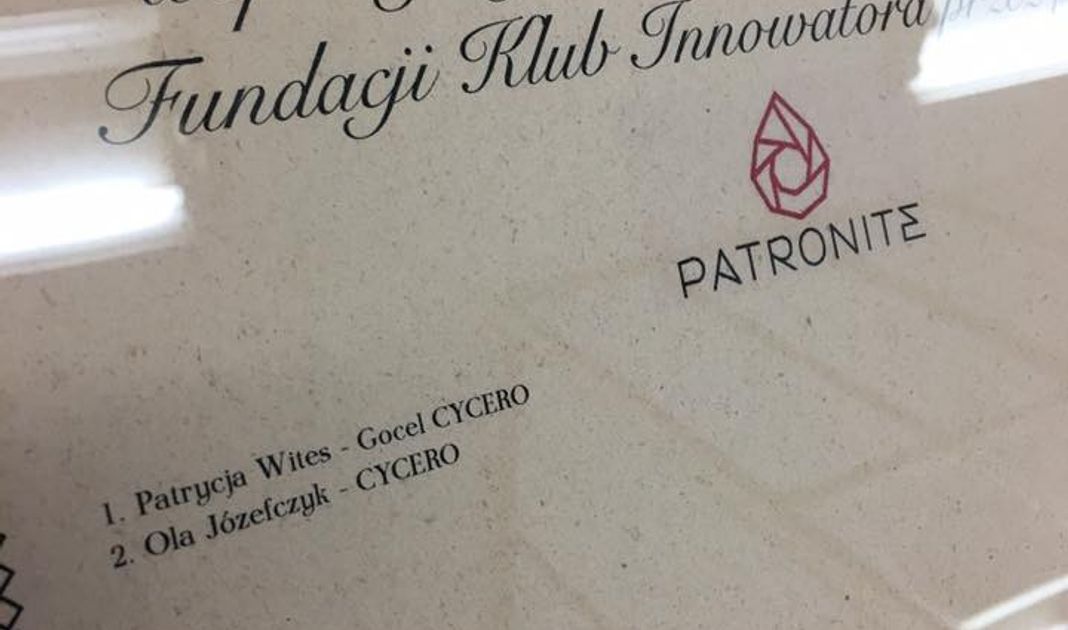 Fundacji Klub Innowatora
PATRONITE
1. Patrycja Wites - Gocel CYCERO
2. Ola Józefczyk - CYCERO